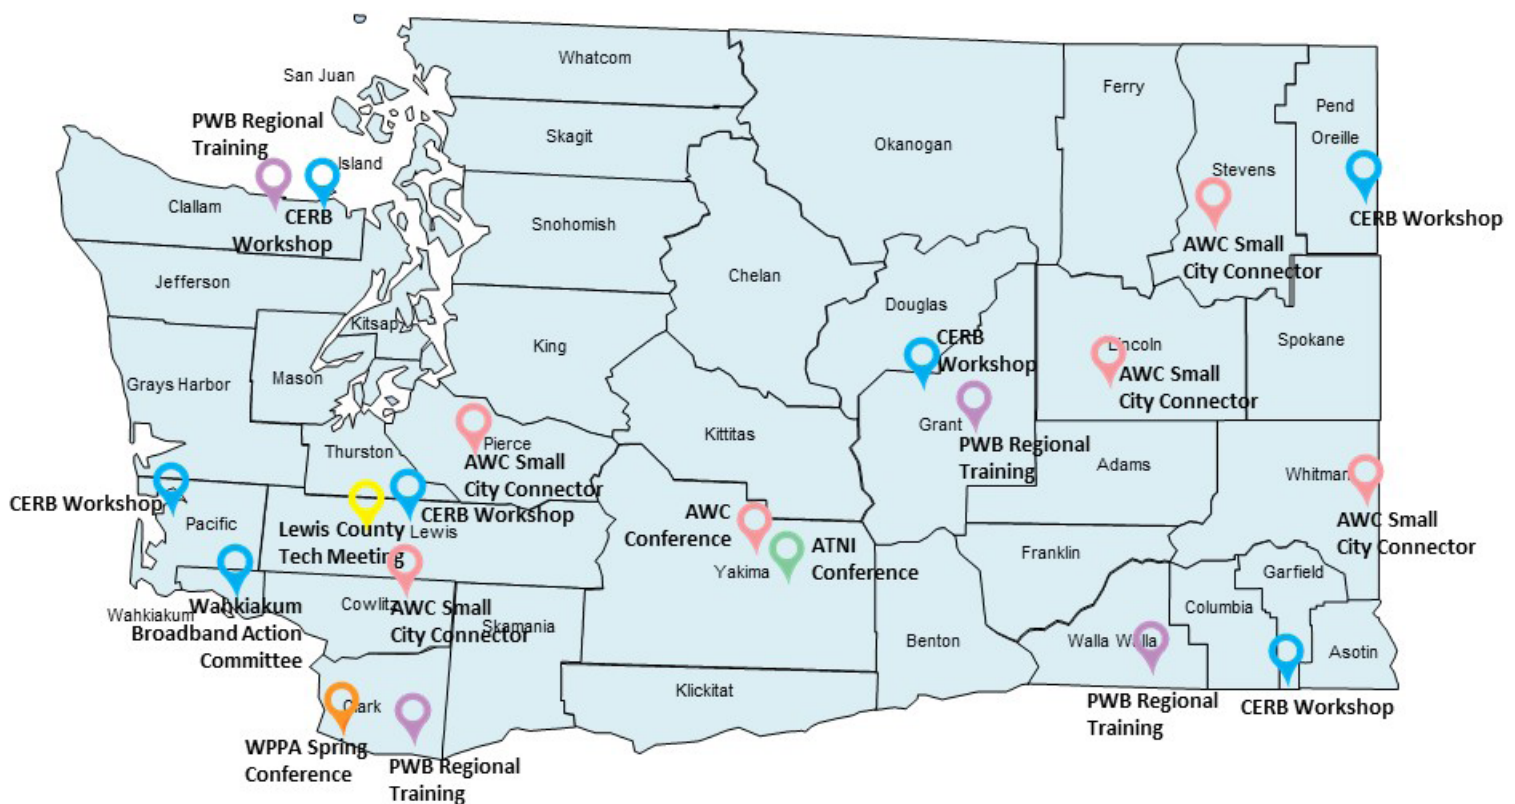 Whatcom
San Juan
Ferry
Pend
Oreille
PWB Regional
Training
Skagit
Okanogan
Island
Stevens
Clallam
CERB
Workshop
Snohomish
CERB Workshop
AWC Small
City Connector
Jefferson
Chelan
Douglas
Kitsap
King
CERB
Workshop
Lincoln
Spokane
Grays Harbor
Mason
AWC Small
City Connector
Thurston
Pierce
AWC Small
City Connector
Kittitas
Grant
PWB Regional
Training
Adams
Whitman
CERB Workshop
Pacific
Lewis County
Tech Meeting
CERB Workshop
Lewis
AWC
Conference
ATNI
Conference
Yakima
AWC Small
City Connector
Franklin
Garfield
Wahkiakum
Wahkiakum
Broadband Action
Committee
Cowlitz
AWC Small
City Connector
Skamania
Benton
Walla Walla
Columbia
Asotin
Klickitat
Clark
PWB Regional
Training
CERB Workshop
WPPA Spring
Conference
PWB Regional
Training